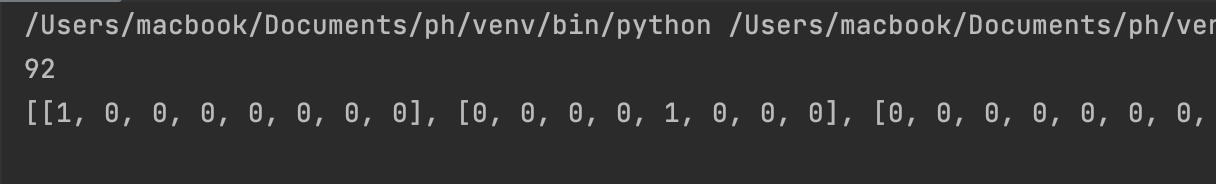 /Users/macbook/Documents/ph/venv/bin/python /Users/macbook/Documents/ph/ven
92
[[1, 0, 0, 0, 0, 0, 0, 0], [0, 0, 0, 0, 1, 0, 0, 0], [0, 0, 0, 0, 0, 0, 0,